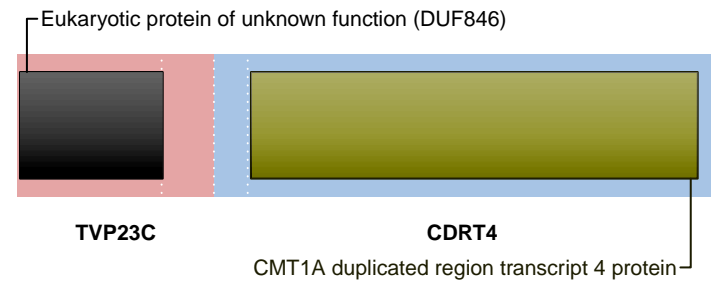 Eukaryotic protein of unknown function (DUF846)
TVP23C
CDRT4
CMT1A duplicated region transcript 4 protein